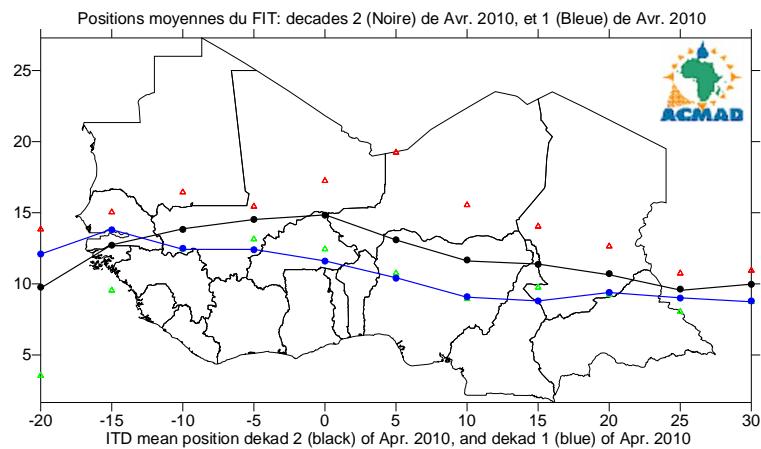 Positions moyennes du FIT: decades 2 (Noire) de Avr. 2010, et 1 (Bleue) de Avr. 2010
ACMAD
25
20
15
10
5
-20 -15 -10 -5 0 5 10 15 20 25 30
ITD mean position dekad 2 (black) of Apr. 2010, and dekad 1 (blue) of Apr. 2010